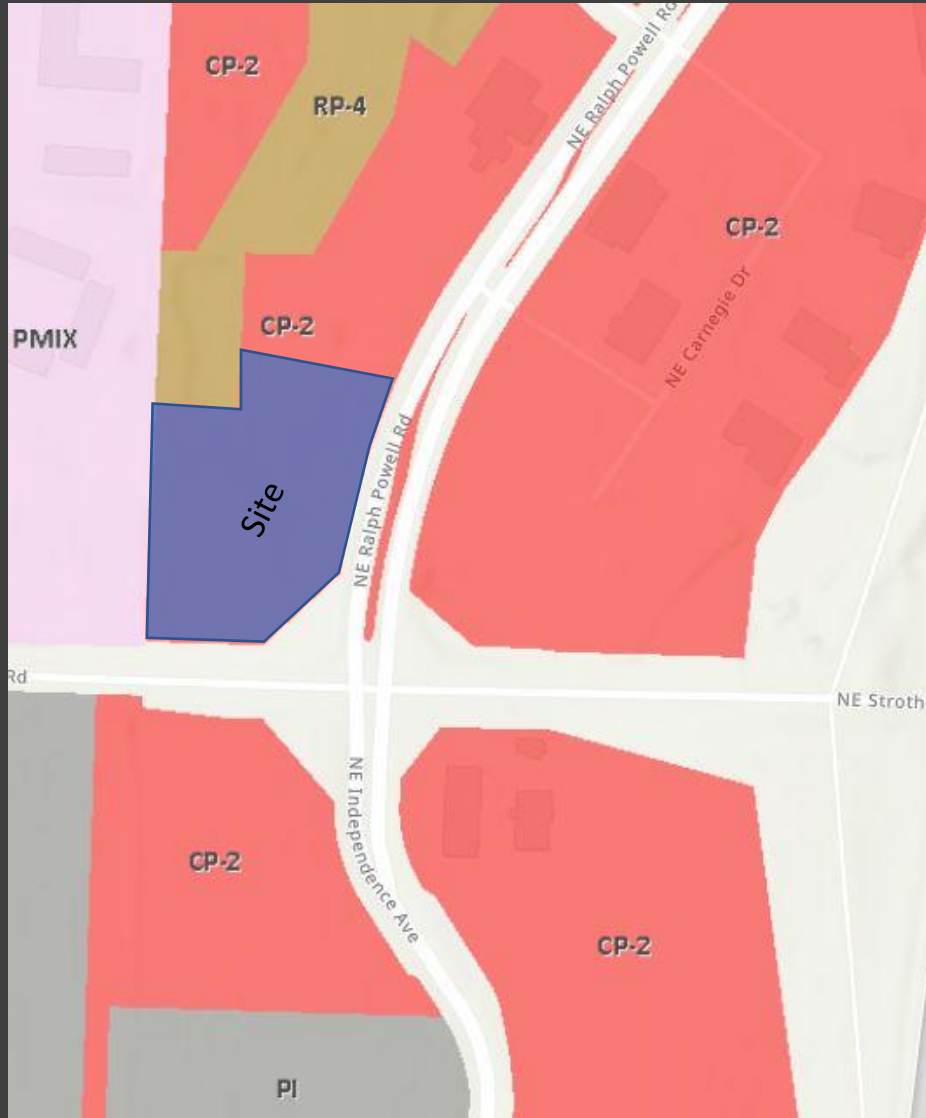 CP-2
RP-4
NE Ralph Powell Rd
CP-2
NE Carnegie Dr
CP-2
PMIX
Site
NE Ralph Powell Rd
Rd
NE Stroth
NE Independence Ave
CP-2
CP-2
PI